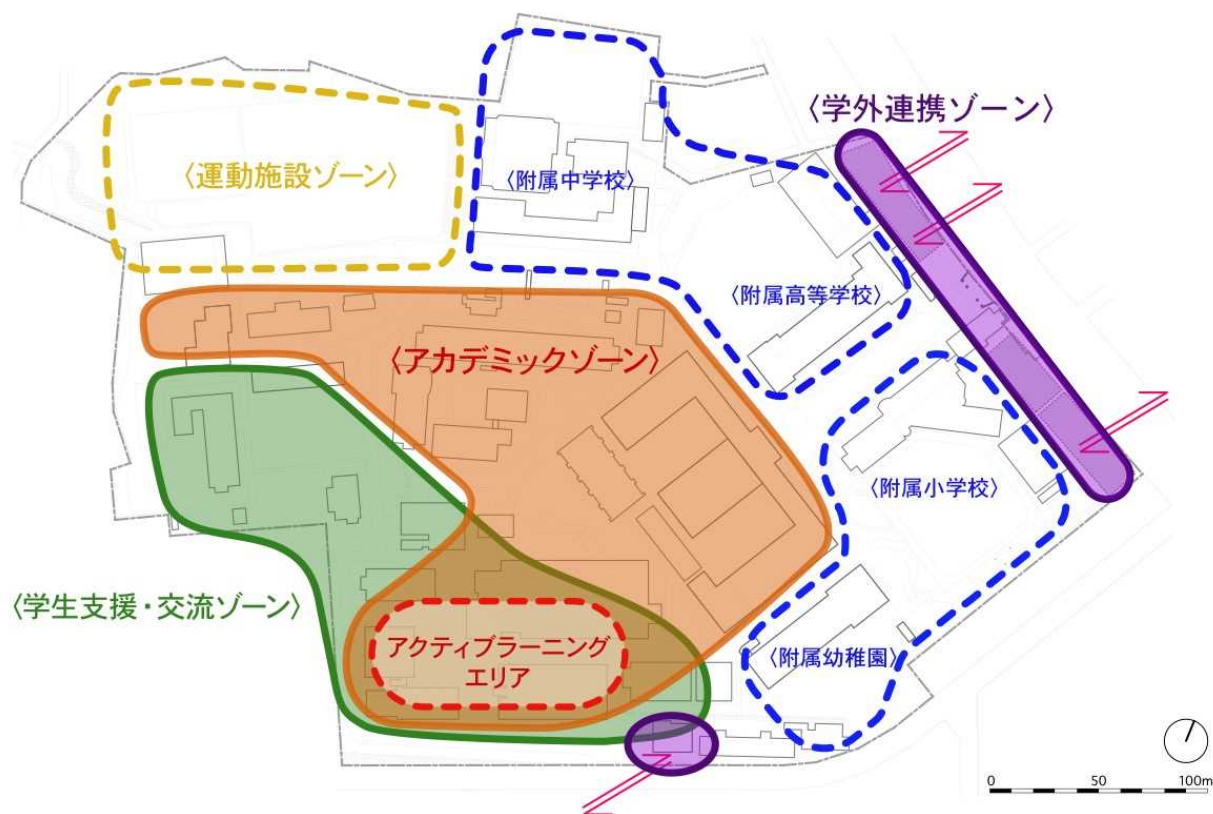 〈学外連携ゾーン〉
〈運動施設ゾーン〉
〈附属中学校〉
〈附属高等学校〉
〈アカデミックゾーン〉
〈附属小学校〉
〈学生支援・交流ゾーン〉
アクティブラーニング
エリア
〈附属幼稚園〉
0 50 100m